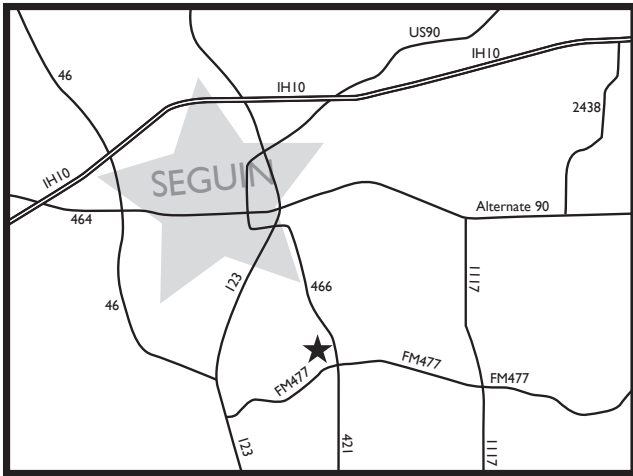 US90
46
IH10
IH10
2438
IH10
SEGUIN
464
Alternate 90
46
123
466
1117
FM477
FM477
FM477
123
421
1117